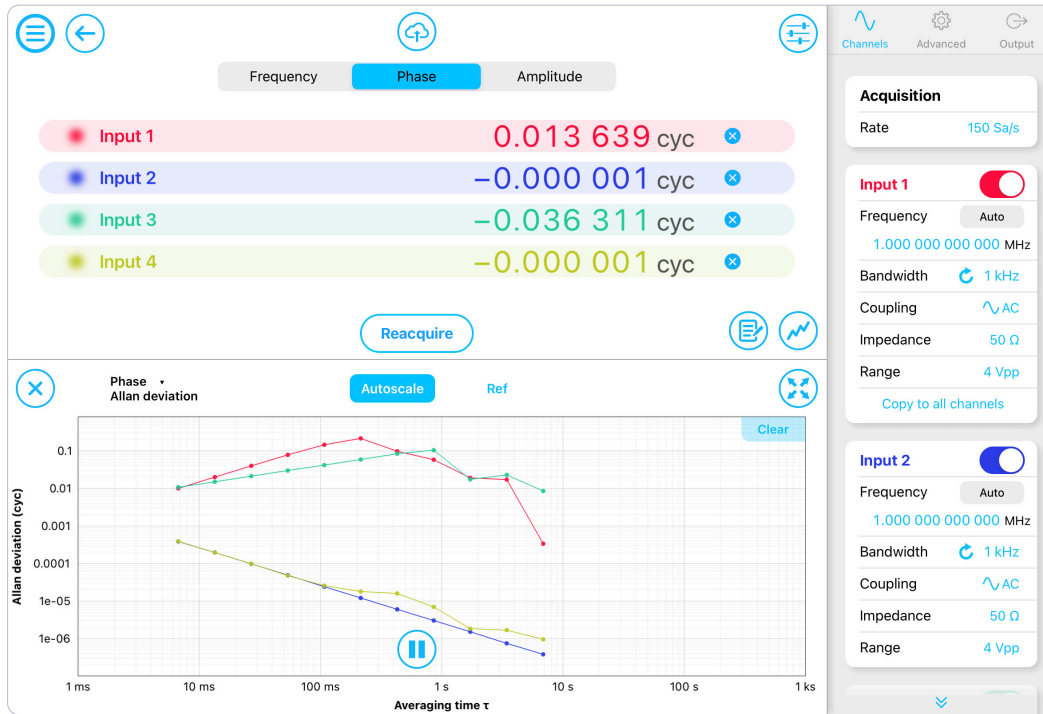 Channels Advanced Output
Frequency Phase Amplitude
Input 1 0.013 639 cyc
Input 2 −0.000 001 cyc
Input 3 −0.036 311 cyc
Input 4 −0.000 001 cyc
Reacquire
Phase
Allan deviation
Autoscale Ref
Clear
Allan deviation (cyc)
0.1
0.01
0.001
0.0001
1e-05
1e-06
1 ms 10 ms 100 ms 1 s 10 s 100 s 1 ks
Averaging time τ
Acquisition
Rate 150 Sa/s
Input 1
Frequency Auto
1.000 000 000 000 MHz
Bandwidth 1 kHz
Coupling AC
Impedance 50 Ω
Range 4 Vpp
Copy to all channels
Input 2
Frequency Auto
1.000 000 000 000 MHz
Bandwidth 1 kHz
Coupling AC
Impedance 50 Ω
Range 4 Vpp